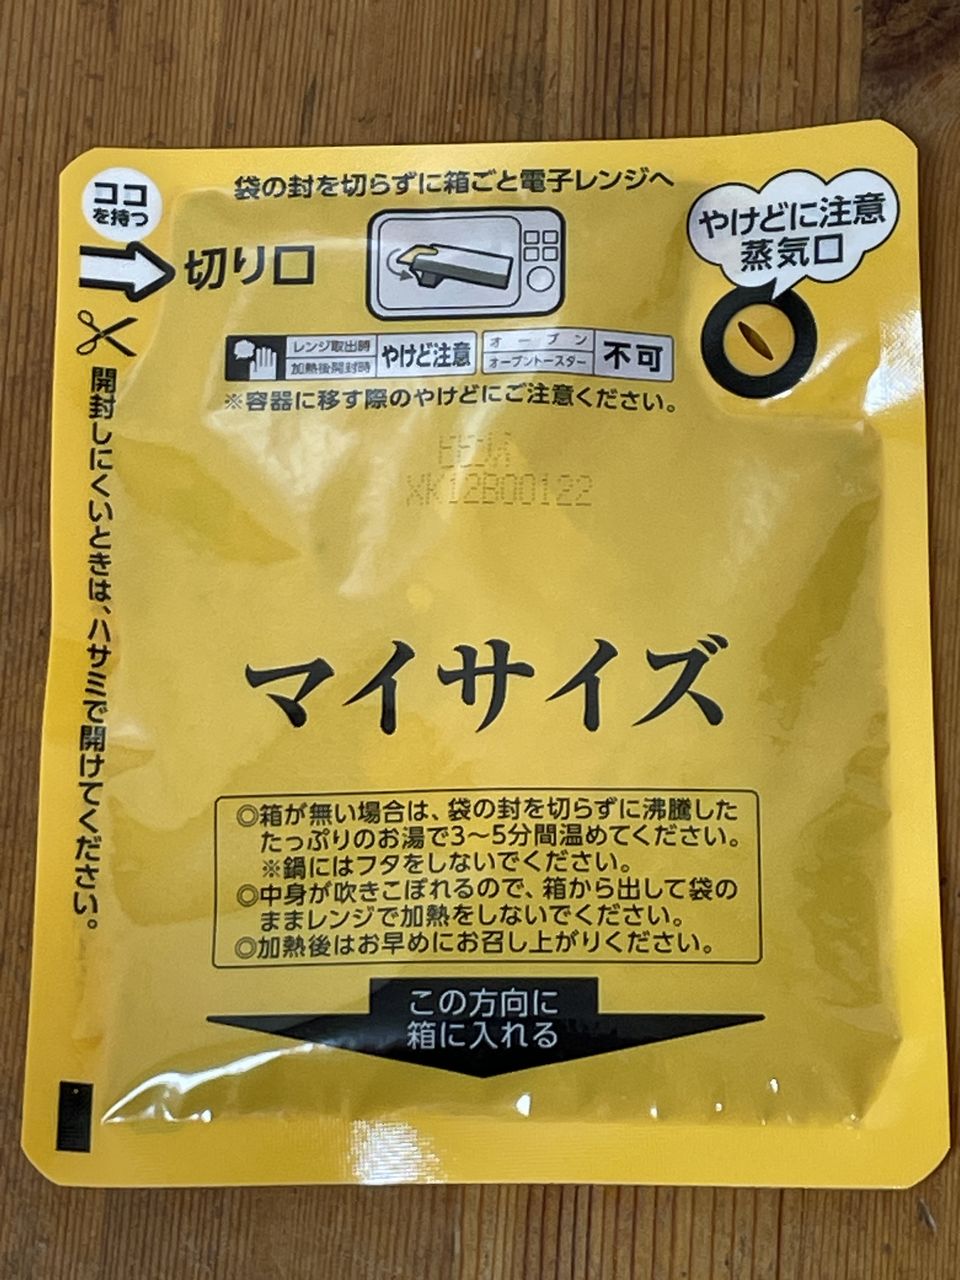 袋の封を切らずに箱ごと電子レンジへ
ココ
を持つ
切り口
やけどに注意
蒸気口
レンジ取出時
加熱後開封時
やけど注意
オーブン
オーブントースター
不可
※容器に移す際のやけどにご注意ください。
開封しにくいときは、ハサミで開けてください。
XK12B00122
マイサイズ
◎箱が無い場合は、袋の封を切らずに沸騰した
たっぷりのお湯で3〜5分間温めてください。
※鍋にはフタをしないでください。
◎中身が吹きこぼれるので、箱から出して袋の
ままレンジで加熱をしないでください。
◎加熱後はお早めにお召し上がりください。
この方向に
箱に入れる